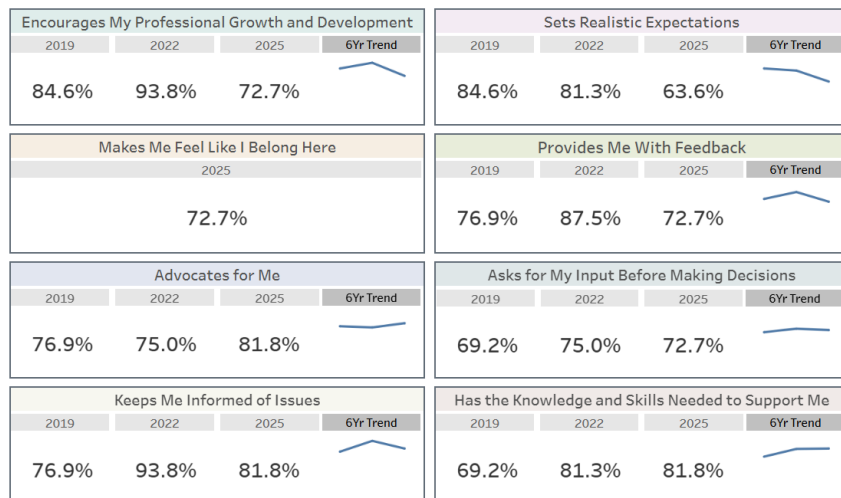 Encourages My Professional Growth and Development
2019 2022 2025 6Yr Trend
84.6% 93.8% 72.7%
Sets Realistic Expectations
2019 2022 2025 6Yr Trend
84.6% 81.3% 63.6%
Makes Me Feel Like I Belong Here
2025
72.7%
Provides Me With Feedback
2019 2022 2025 6Yr Trend
76.9% 87.5% 72.7%
Advocates for Me
2019 2022 2025 6Yr Trend
76.9% 75.0% 81.8%
Asks for My Input Before Making Decisions
2019 2022 2025 6Yr Trend
69.2% 75.0% 72.7%
Keeps Me Informed of Issues
2019 2022 2025 6Yr Trend
76.9% 93.8% 81.8%
Has the Knowledge and Skills Needed to Support Me
2019 2022 2025 6Yr Trend
69.2% 81.3% 81.8%